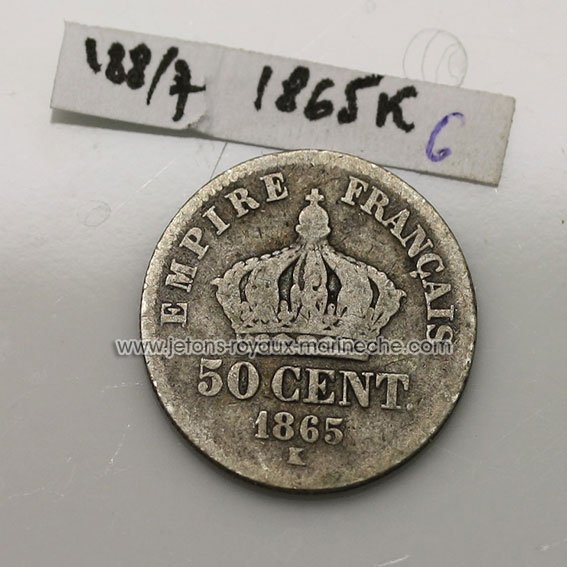 188/7 1865K 6
EMPIRE FRANÇAIS
www.jetons-royaux-marineche.com
50 CENT.
1865
K